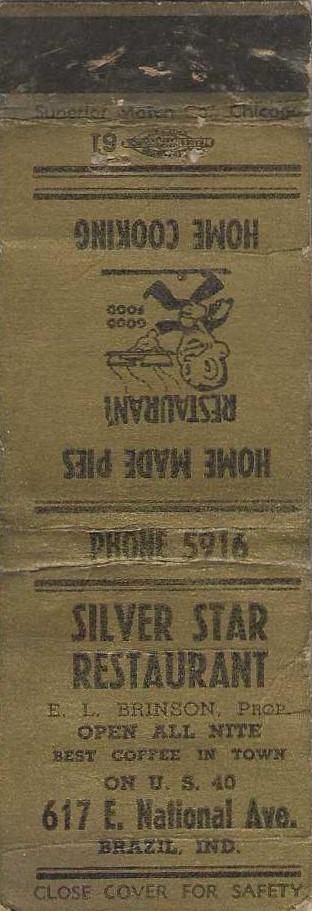 Superior Match Co. Chicago
19
HOME COOKING
GOOD
FOOD
RESTAURANT
HOME MADE PIES
PHONE 5916
SILVER STAR
RESTAURANT
E. L. BRINSON, PROP.
OPEN ALL NITE
BEST COFFEE IN TOWN
ON U. S. 40
617 E. National Ave.
BRAZIL, IND.
CLOSE COVER FOR SAFETY